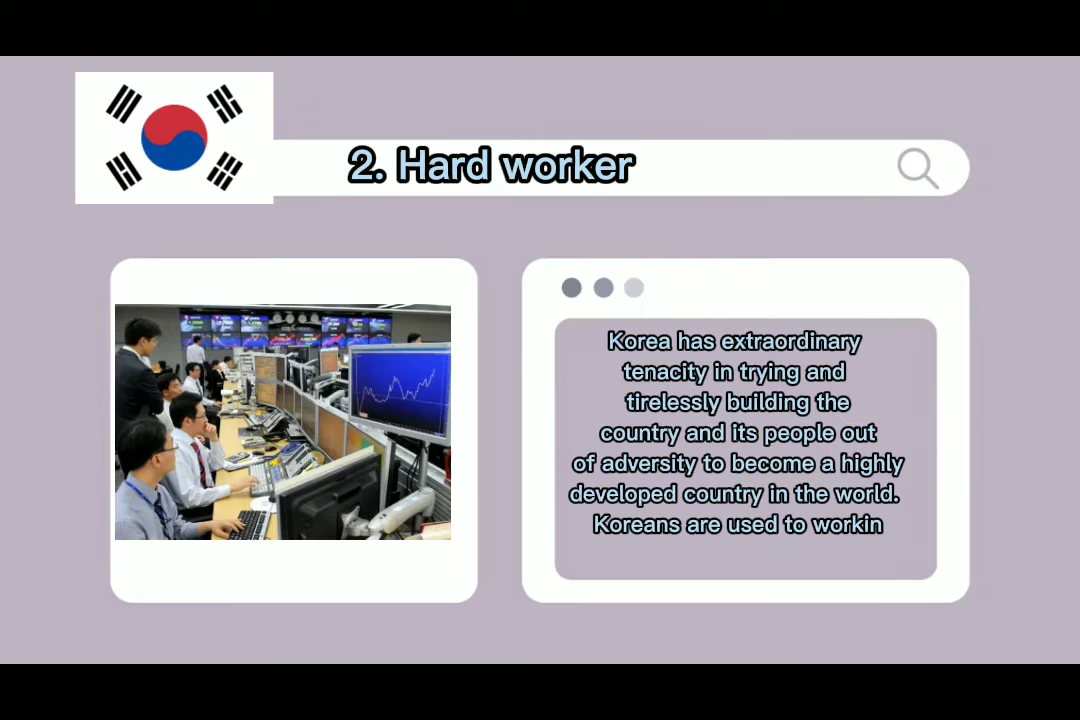 2. Hard worker
Korea has extraordinary
tenacity in trying and
tirelessly building the
country and its people out
of adversity to become a highly
developed country in the world.
Koreans are used to workin